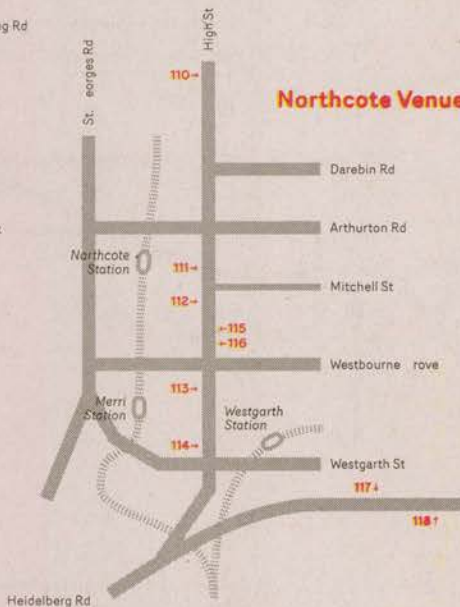 g Rd
St. eorges Rd
High St
110→
Northcote Venue
Darebin Rd
Arthurton Rd
Northcote
Station
111→
Mitchell St
112→
←115
←116
Westbourne rove
113→
Merri
Station
Westgarth
Station
114→
Westgarth St
117↓
118↑
Heidelberg Rd